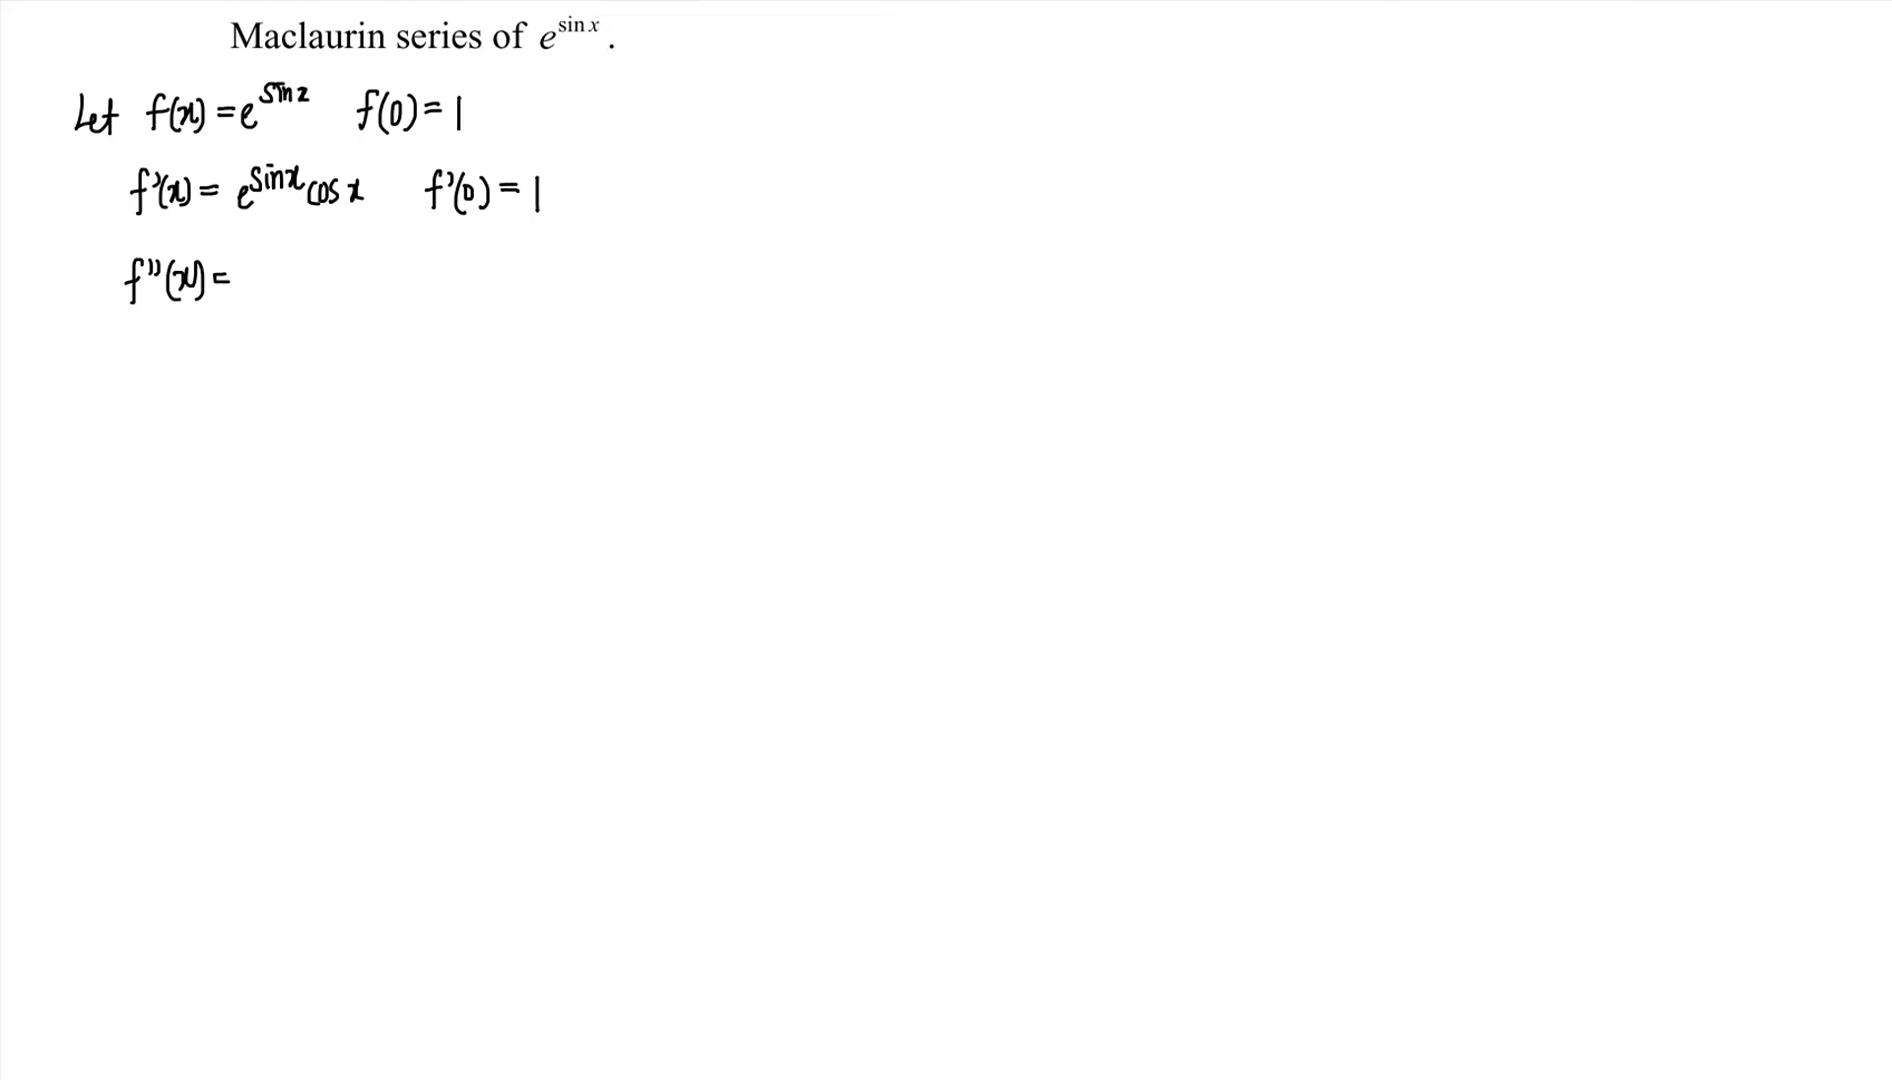 Maclaurin series of e^{sin x}.
Let f(x) = e^{sin x} f(0) = 1
f'(x) = e^{sin x} cos x f'(0) = 1
f''(x) =